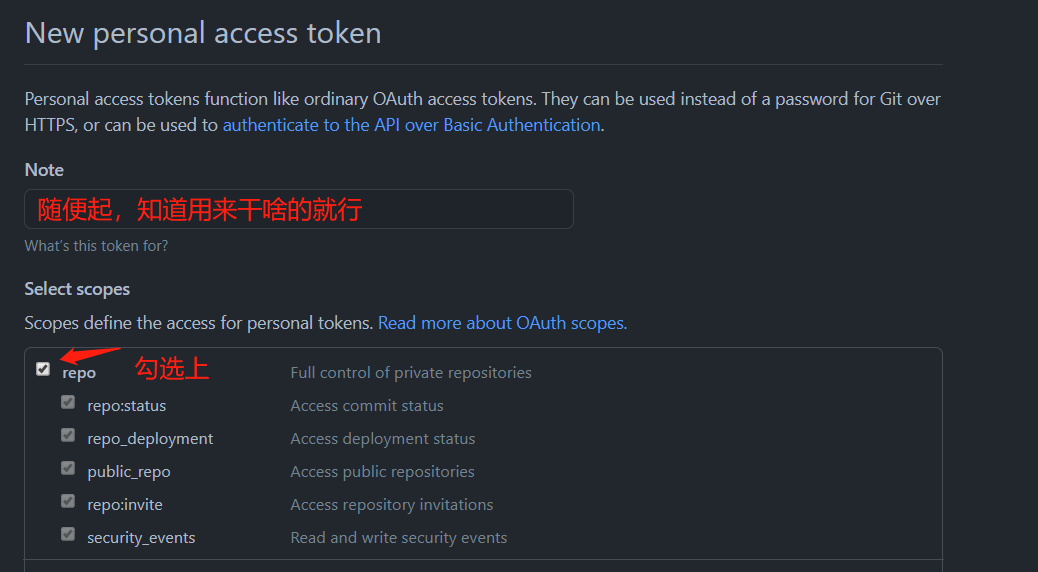 New personal access token
Personal access tokens function like ordinary OAuth access tokens. They can be used instead of a password for Git over
HTTPS, or can be used to authenticate to the API over Basic Authentication.
Note
随便起，知道用来干啥的就行
What's this token for?
Select scopes
Scopes define the access for personal tokens. Read more about OAuth scopes.
repo 勾选上 Full control of private repositories
repo:status Access commit status
repo_deployment Access deployment status
public_repo Access public repositories
repo:invite Access repository invitations
security_events Read and write security events